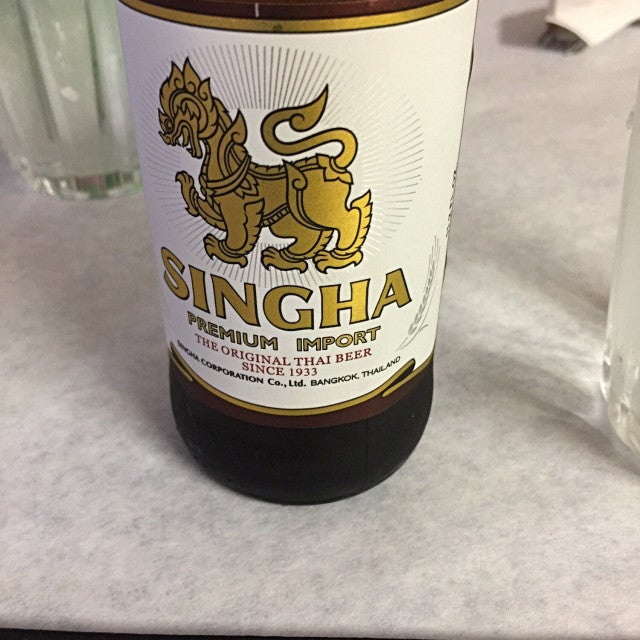 SINGHA
PREMIUM IMPORT
THE ORIGINAL THAI BEER
SINCE 1933
SINGHA CORPORATION Co., Ltd. BANGKOK, THAILAND